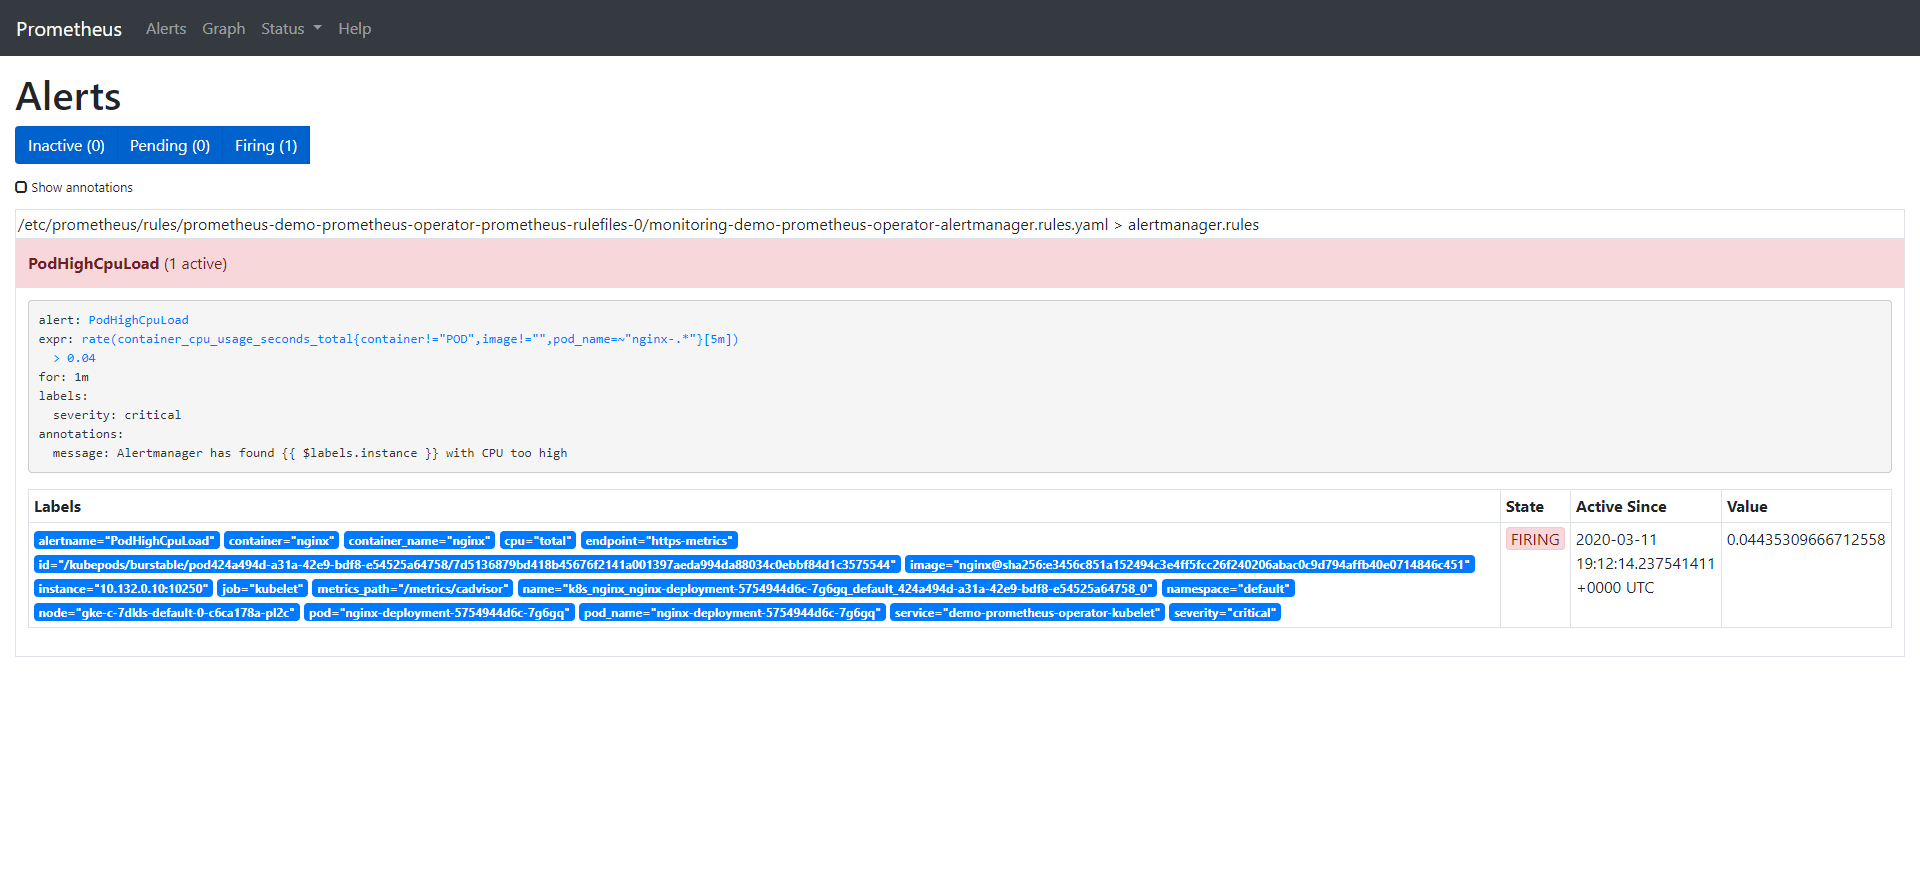 Prometheus Alerts Graph Status Help
Alerts
Inactive (0) Pending (0) Firing (1)
Show annotations
/etc/prometheus/rules/prometheus-demo-prometheus-operator-prometheus-rulefiles-0/monitoring-demo-prometheus-operator-alertmanager.rules.yaml > alertmanager.rules
PodHighCpuLoad (1 active)
alert: PodHighCpuLoad
expr: rate(container_cpu_usage_seconds_total{container!="POD",image!="",pod_name=~"nginx-.*"}[5m])
> 0.04
for: 1m
labels:
severity: critical
annotations:
message: Alertmanager has found {{ $labels.instance }} with CPU too high
Labels State Active Since Value
alertname="PodHighCpuLoad" container="nginx" container_name="nginx" cpu="total" endpoint="https-metrics"
id="/kubepods/burstable/pod424a494d-a31a-42e9-bdf8-e54525a64758/7d5136879bd418b45676f2141a001397aeda994da88034c0ebbf84d1c3575544" image="nginx@sha256:e3456c851a152494c3e4ff5fcc26f240206abac0c9d794affb40e0714846c451"
instance="10.132.0.10:10250" job="kubelet" metrics_path="/metrics/cadvisor" name="k8s_nginx_nginx-deployment-5754944d6c-7g6gq_default_424a494d-a31a-42e9-bdf8-e54525a64758_0" namespace="default"
node="gke-c-7dkls-default-0-c6ca178a-pl2c" pod="nginx-deployment-5754944d6c-7g6gq" pod_name="nginx-deployment-5754944d6c-7g6gq" service="demo-prometheus-operator-kubelet" severity="critical"
FIRING
2020-03-11
19:12:14.237541411
+0000 UTC
0.04435309666712558